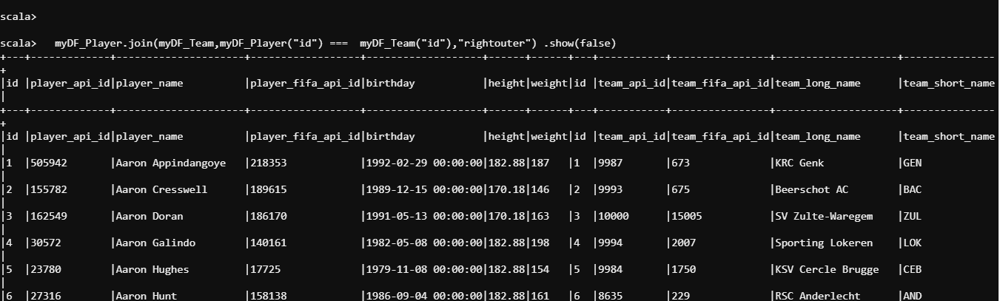 scala>
scala>   myDF_Player.join(myDF_Team,myDF_Player("id") ===  myDF_Team("id"),"rightouter") .show(false)
+---+-------------+---------------------+------------------+-------------------+------+------+---+-----------+----------------+--------------------+---------------
+
|id |player_api_id|player_name          |player_fifa_api_id|birthday           |height|weight|id |team_api_id|team_fifa_api_id|team_long_name      |team_short_name
|
+---+-------------+---------------------+------------------+-------------------+------+------+---+-----------+----------------+--------------------+---------------
+
|id |player_api_id|player_name          |player_fifa_api_id|birthday           |height|weight|id |team_api_id|team_fifa_api_id|team_long_name      |team_short_name
|
|1  |505942       |Aaron Appindangoye   |218353            |1992-02-29 00:00:00|182.88|187   |1  |9987       |673             |KRC Genk            |GEN
|
|2  |155782       |Aaron Cresswell      |189615            |1989-12-15 00:00:00|170.18|146   |2  |9993       |675             |Beerschot AC        |BAC
|
|3  |162549       |Aaron Doran          |186170            |1991-05-13 00:00:00|170.18|163   |3  |10000      |15005           |SV Zulte-Waregem    |ZUL
|
|4  |30572        |Aaron Galindo        |140161            |1982-05-08 00:00:00|182.88|198   |4  |9994       |2007            |Sporting Lokeren    |LOK
|
|5  |23780        |Aaron Hughes         |17725             |1979-11-08 00:00:00|182.88|154   |5  |9984       |1750            |KSV Cercle Brugge   |CEB
|
|6  |27316        |Aaron Hunt           |158138            |1986-09-04 00:00:00|182.88|161   |6  |8635       |229             |RSC Anderlecht      |AND